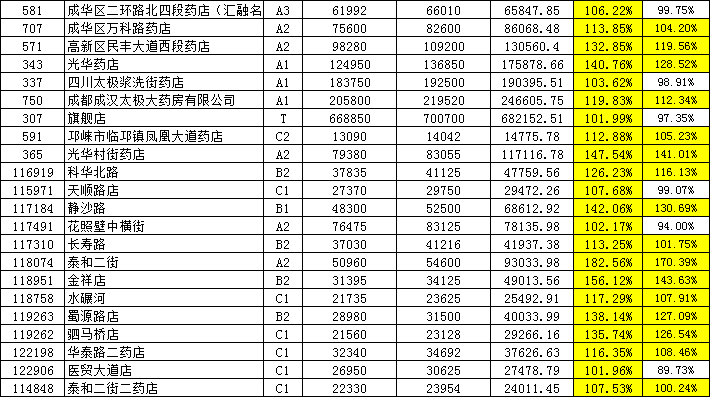 581 成华区二环路北四段药店（汇融名 A3 61992 66010 65847.85 106.22% 99.75%
707 成华区万科路药店 A2 75600 82600 86068.48 113.85% 104.20%
571 高新区民丰大道西段药店 A2 98280 109200 130560.4 132.85% 119.56%
343 光华药店 A1 124950 136850 175878.66 140.76% 128.52%
337 四川太极浆洗街药店 A1 183750 192500 190395.51 103.62% 98.91%
750 成都成汉太极大药房有限公司 A1 205800 219520 246605.75 119.83% 112.34%
307 旗舰店 T 668850 700700 682152.51 101.99% 97.35%
591 邛崃市临邛镇凤凰大道药店 C2 13090 14042 14775.78 112.88% 105.23%
365 光华村街药店 A2 79380 83055 117116.78 147.54% 141.01%
116919 科华北路 B2 37835 41125 47759.56 126.23% 116.13%
115971 天顺路店 C1 27370 29750 29472.26 107.68% 99.07%
117184 静沙路 B1 48300 52500 68612.92 142.06% 130.69%
117491 花照壁中横街 A2 76475 83125 78135.98 102.17% 94.00%
117310 长寿路 B2 37030 41216 41937.38 113.25% 101.75%
118074 泰和二街 A2 50960 54600 93033.98 182.56% 170.39%
118951 金祥店 B2 31395 34125 49013.56 156.12% 143.63%
118758 水碾河 C1 21735 23625 25492.91 117.29% 107.91%
119263 蜀源路店 B2 28980 31500 40033.99 138.14% 127.09%
119262 驷马桥店 C1 21560 23128 29266.16 135.74% 126.54%
122198 华泰路二药店 C1 32340 34692 37626.63 116.35% 108.46%
122906 医贸大道店 C1 26950 30625 27478.79 101.96% 89.73%
114848 泰和二街二药店 C1 22330 23954 24011.45 107.53% 100.24%